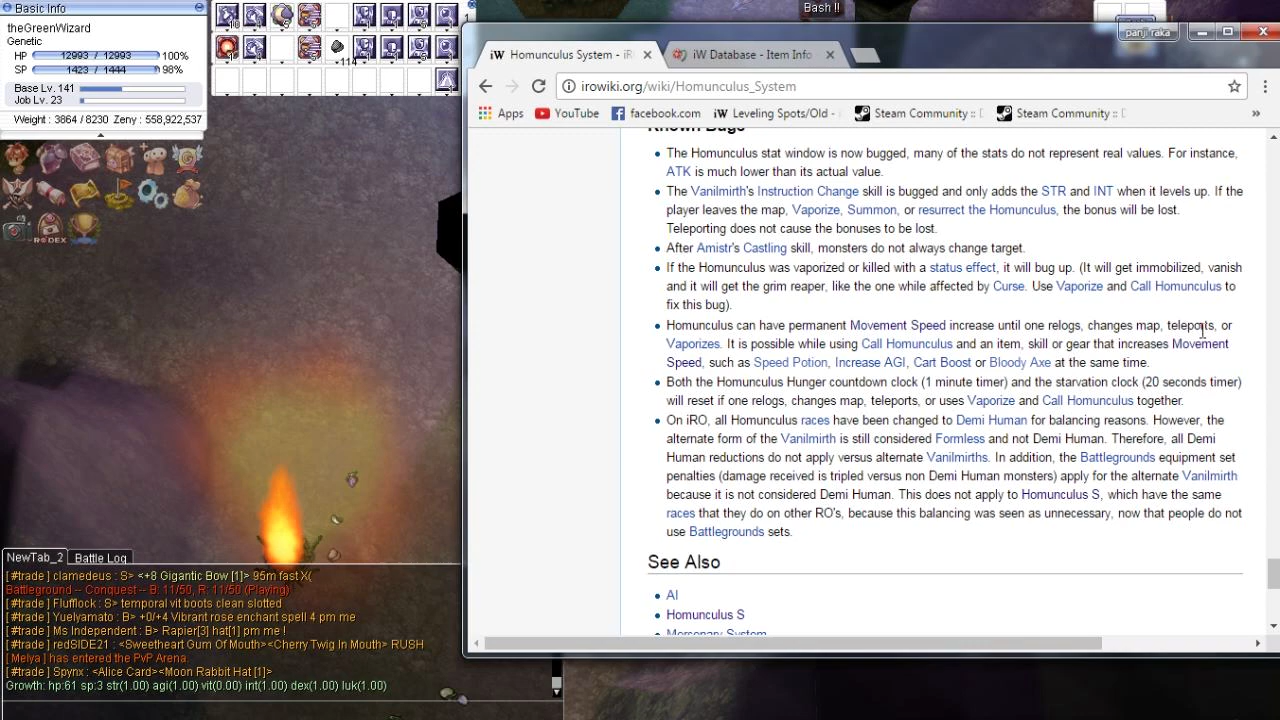 Basic Info
theGreenWizard
Genetic
HP 12993 / 12993 100%
SP 1423 / 1444 98%
Base Lv. 141
Job Lv. 23
Weight : 3864 / 8230 Zeny : 558,922,537
RODEX
114
Bash !!
panji raka
Homunculus System - iR
iW Database - Item Info
irowiki.org/wiki/Homunculus_System
Apps YouTube facebook.com iW Leveling Spots/Old - Steam Community :: Steam Community ::
Known Bugs
The Homunculus stat window is now bugged, many of the stats do not represent real values. For instance,
ATK is much lower than its actual value.
The Vanilmirth's Instruction Change skill is bugged and only adds the STR and INT when it levels up. If the
player leaves the map, Vaporize, Summon, or resurrect the Homunculus, the bonus will be lost.
Teleporting does not cause the bonuses to be lost.
After Amistr's Castling skill, monsters do not always change target.
If the Homunculus was vaporized or killed with a status effect, it will bug up. (It will get immobilized, vanish
and it will get the grim reaper, like the one while affected by Curse. Use Vaporize and Call Homunculus to
fix this bug).
Homunculus can have permanent Movement Speed increase until one relogs, changes map, teleports, or
Vaporizes. It is possible while using Call Homunculus and an item, skill or gear that increases Movement
Speed, such as Speed Potion, Increase AGI, Cart Boost or Bloody Axe at the same time.
Both the Homunculus Hunger countdown clock (1 minute timer) and the starvation clock (20 seconds timer)
will reset if one relogs, changes map, teleports, or uses Vaporize and Call Homunculus together.
On iRO, all Homunculus races have been changed to Demi Human for balancing reasons. However, the
alternate form of the Vanilmirth is still considered Formless and not Demi Human. Therefore, all Demi
Human reductions do not apply versus alternate Vanilmirths. In addition, the Battlegrounds equipment set
penalties (damage received is tripled versus non Demi Human monsters) apply for the alternate Vanilmirth
because it is not considered Demi Human. This does not apply to Homunculus S, which have the same
races that they do on other RO's, because this balancing was seen as unnecessary, now that people do not
use Battlegrounds sets.
See Also
AI
Homunculus S
Mercenary System
NewTab_2 Battle Log
[ #trade ] clamedeus : S> <+8 Gigantic Bow [1]> 95m fast X(
Battleground -- Conquest -- B: 11/50, R: 11/50 (Playing)
[ #trade ] Flufflock : S> temporal vit boots clean slotted
[ #trade ] Yuelyamato : B> +0/+4 Vibrant rose enchant spell 4 pm me
[ #trade ] Ms Independent : B> Rapier[3] hat[1] pm me !
[ #trade ] redSIDE21 : <Sweetheart Gum Of Mouth><Cherry Twig In Mouth> RUSH
[Melya] has entered the PvP Arena.
[ #trade ] Spynx : <Alice Card><Moon Rabbit Hat [1]>
Growth: hp:61 sp:3 str(1.00) agi(1.00) vit(0.00) int(1.00) dex(1.00) luk(1.00)